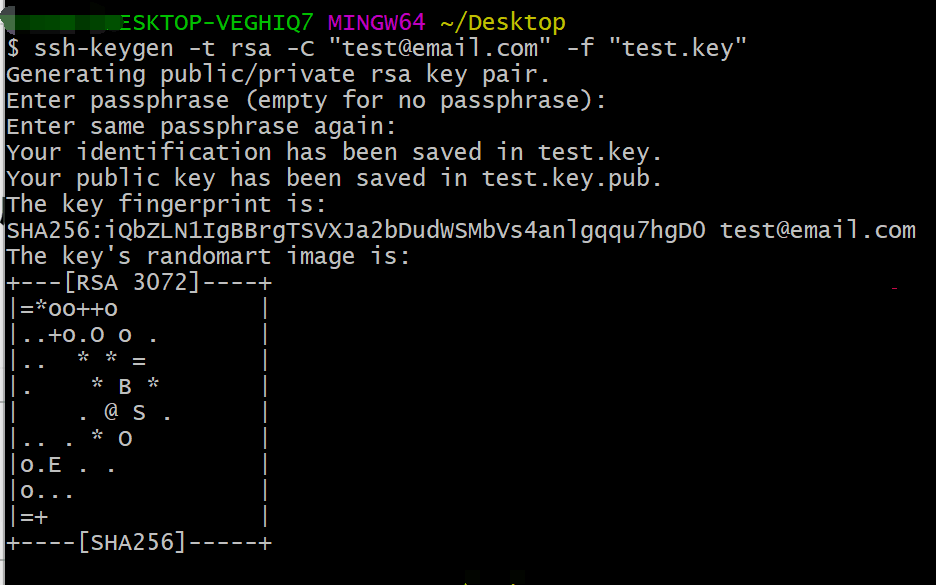 ESKTOP-VEGHIQ7 MINGW64 ~/Desktop
$ ssh-keygen -t rsa -C "test@email.com" -f "test.key"
Generating public/private rsa key pair.
Enter passphrase (empty for no passphrase):
Enter same passphrase again:
Your identification has been saved in test.key.
Your public key has been saved in test.key.pub.
The key fingerprint is:
SHA256:iQbZLN1IgBBrgTSVXJa2bDudWSMbVs4anlgqqu7hgD0 test@email.com
The key's randomart image is:
+---[RSA 3072]----+
|=*oo++o          |
|..+o.O o .       |
|..  * * =        |
|.    * B *       |
|    . @ S .      |
|.. . * O         |
|o.E . .          |
|o...             |
|=+               |
+----[SHA256]-----+